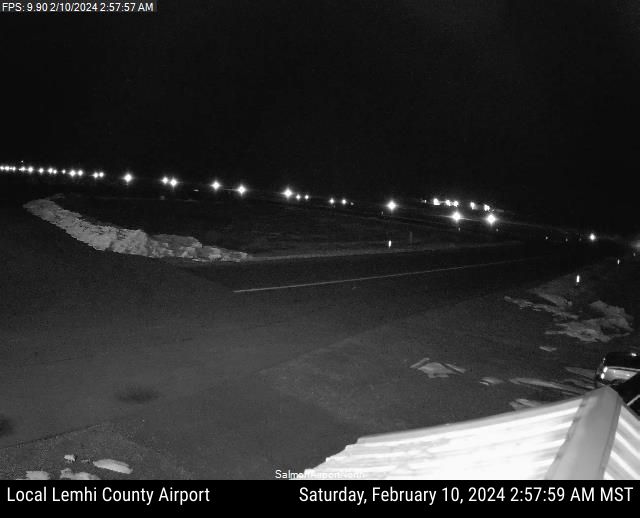 FPS: 9.90 2/10/2024 2:57:57 AM
SalmonAirportNorth
Local Lemhi County Airport Saturday, February 10, 2024 2:57:59 AM MST